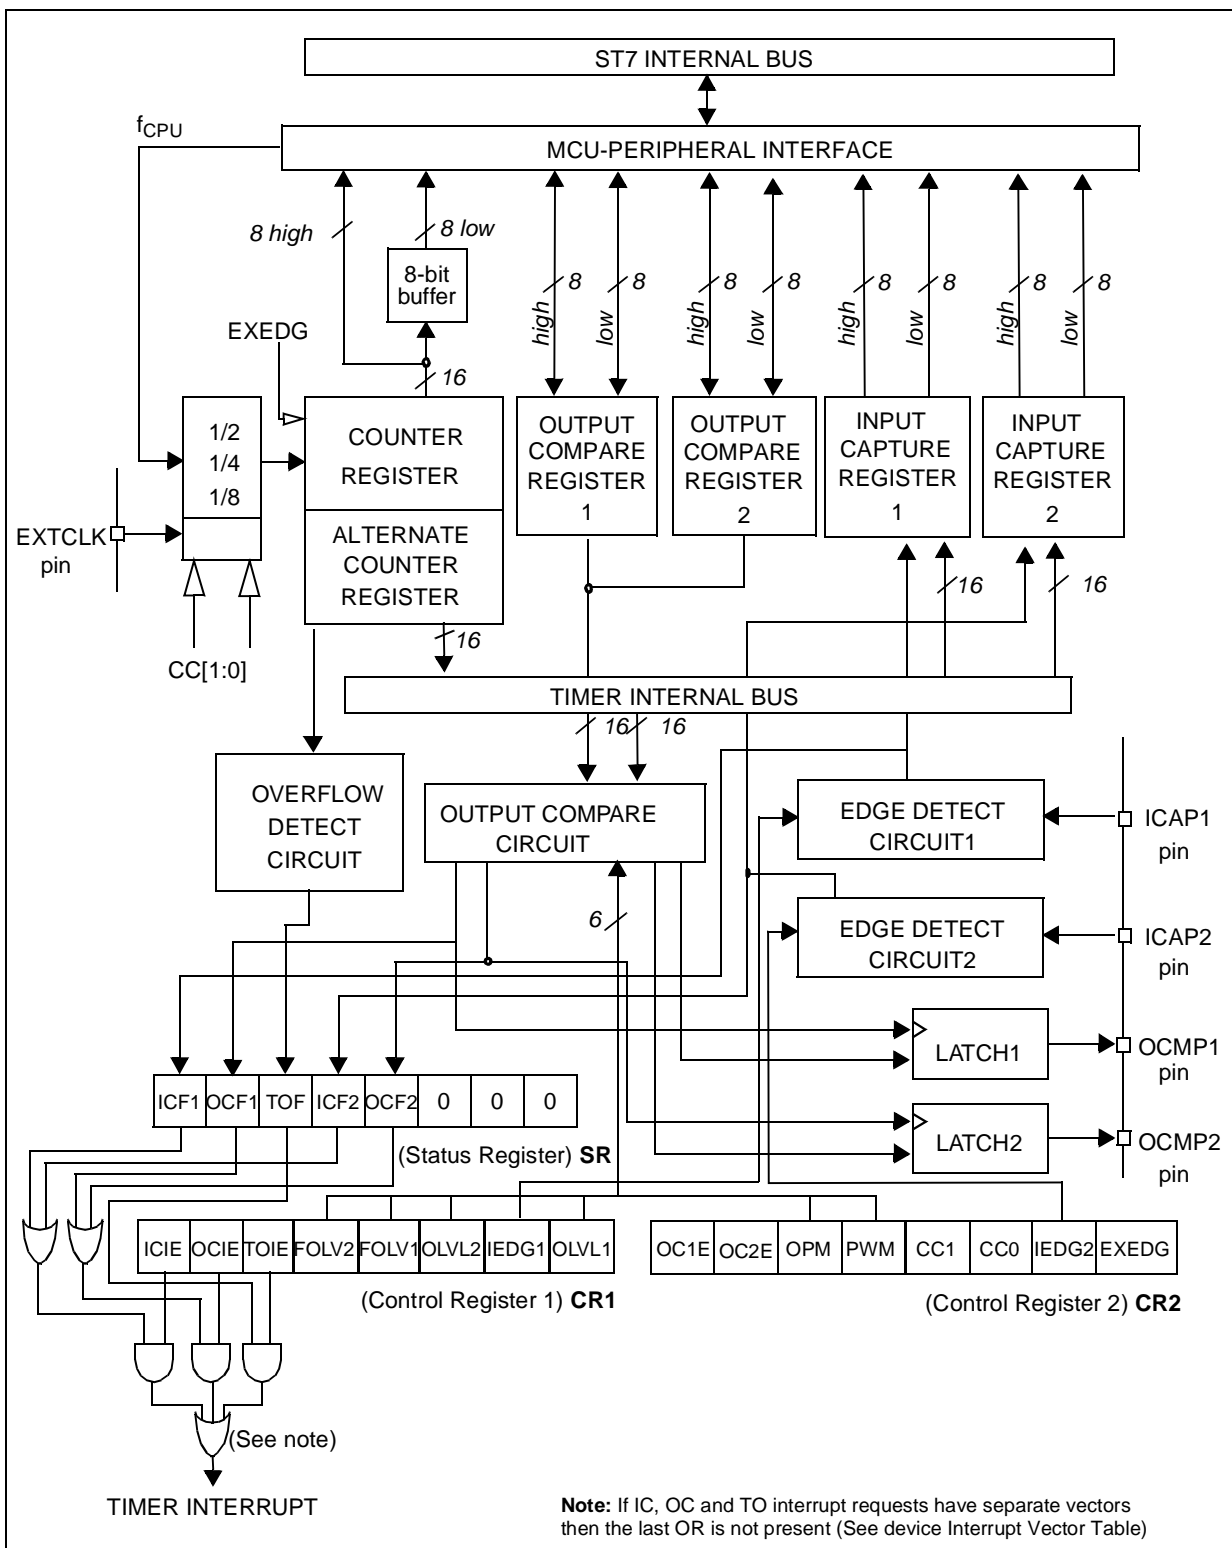 ST7 INTERNAL BUS
fCPU
MCU-PERIPHERAL INTERFACE
8 high
8 low
8-bit
buffer
8
8
8
8
8
8
8
8
high
low
high
low
high
low
high
low
EXEDG
16
1/2
1/4
1/8
COUNTER
REGISTER
OUTPUT
COMPARE
REGISTER
1
OUTPUT
COMPARE
REGISTER
2
INPUT
CAPTURE
REGISTER
1
INPUT
CAPTURE
REGISTER
2
EXTCLK
pin
ALTERNATE
COUNTER
REGISTER
16
16
16
CC[1:0]
TIMER INTERNAL BUS
16
16
OVERFLOW
DETECT
CIRCUIT
OUTPUT COMPARE
CIRCUIT
EDGE DETECT
CIRCUIT1
ICAP1
pin
6
EDGE DETECT
CIRCUIT2
ICAP2
pin
LATCH1
OCMP1
pin
ICF1 OCF1 TOF ICF2 OCF2 0 0 0
LATCH2
OCMP2
pin
(Status Register) SR
ICIE OCIE TOIE FOLV2 FOLV1 OLVL2 IEDG1 OLVL1
OC1E OC2E OPM PWM CC1 CC0 IEDG2 EXEDG
(Control Register 1) CR1
(Control Register 2) CR2
(See note)
TIMER INTERRUPT
Note: If IC, OC and TO interrupt requests have separate vectors
then the last OR is not present (See device Interrupt Vector Table)